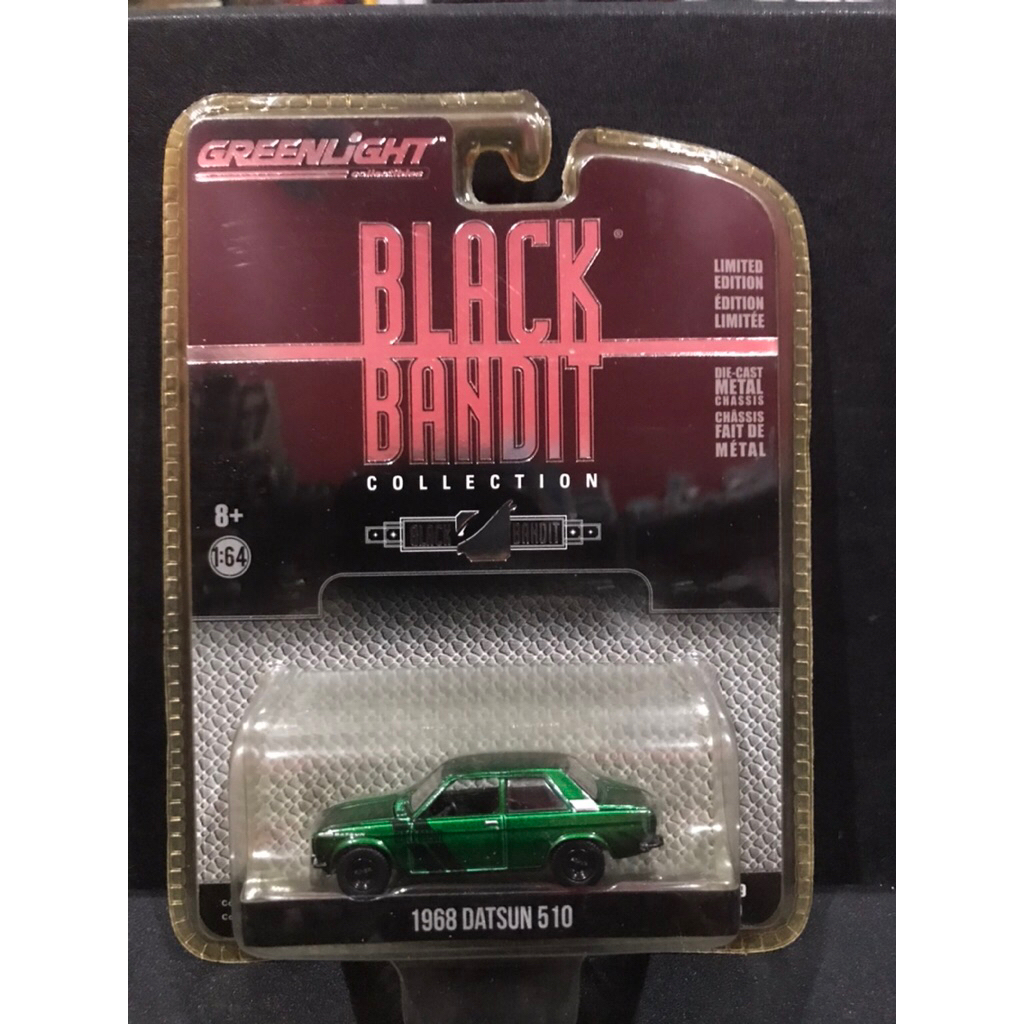 GREENLiGHT™
collectibles
BLACK
BANDIT®
COLLECTION
BLACK BANDIT
LIMITED
EDITION
ÉDITION
LIMITÉE
DIE-CAST
METAL
CHASSIS
CHÂSSIS
FAIT DE
MÉTAL
8+
1:64
1968 DATSUN 510